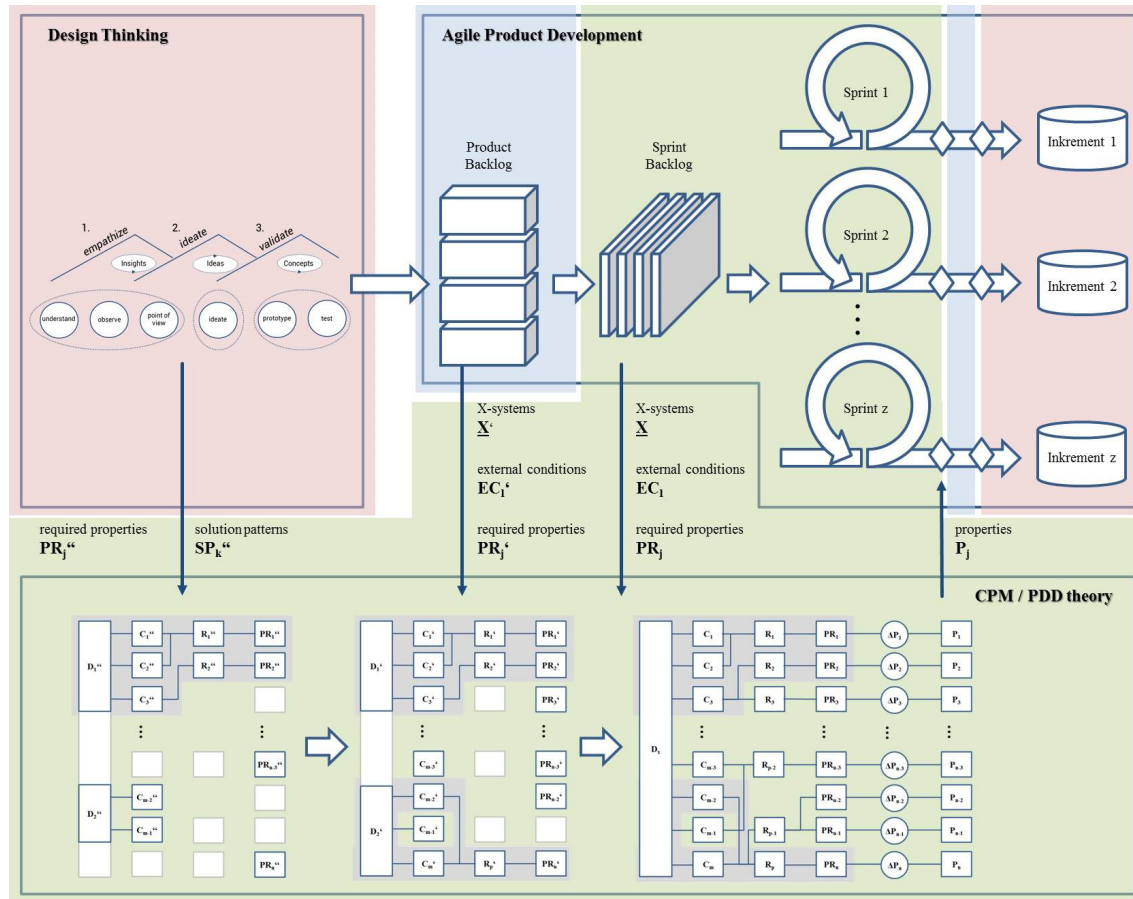 Design Thinking
Agile Product Development
1.
empathize
2.
ideate
3.
validate
Insights
Ideas
Concepts
understand
observe
point of
view
ideate
prototype
test
Product
Backlog
Sprint
Backlog
Sprint 1
Sprint 2
Sprint z
Inkrement 1
Inkrement 2
Inkrement z
required properties
PRj“
solution patterns
SPk“
X-systems
X‘
external conditions
ECl‘
required properties
PRj‘
X-systems
X
external conditions
ECl
required properties
PRj
properties
Pj
CPM / PDD theory
D1“
C1“ R1“ PR1“
C2“ R2“ PR2“
C3“
PRn-3“
D2“
Cm-2“
Cm-1“
PRn“
D1‘
C1‘ R1‘ PR1‘
C2‘ R2‘ PR2‘
C3‘ PR3‘
Cm-3‘ PRn-3‘
D2‘
Cm-2‘ PRn-2‘
Cm-1‘
Cm‘ Rp‘ PRn‘
D1
C1 R1 PR1 ΔP1 P1
C2 R2 PR2 ΔP2 P2
C3 R3 PR3 ΔP3 P3
Cm-3 Rp-2 PRn-3 ΔPn-3 Pn-3
Cm-2 PRn-2 ΔPn-2 Pn-2
Cm-1 Rp-1 PRn-1 ΔPn-1 Pn-1
Cm Rp PRn ΔPn Pn